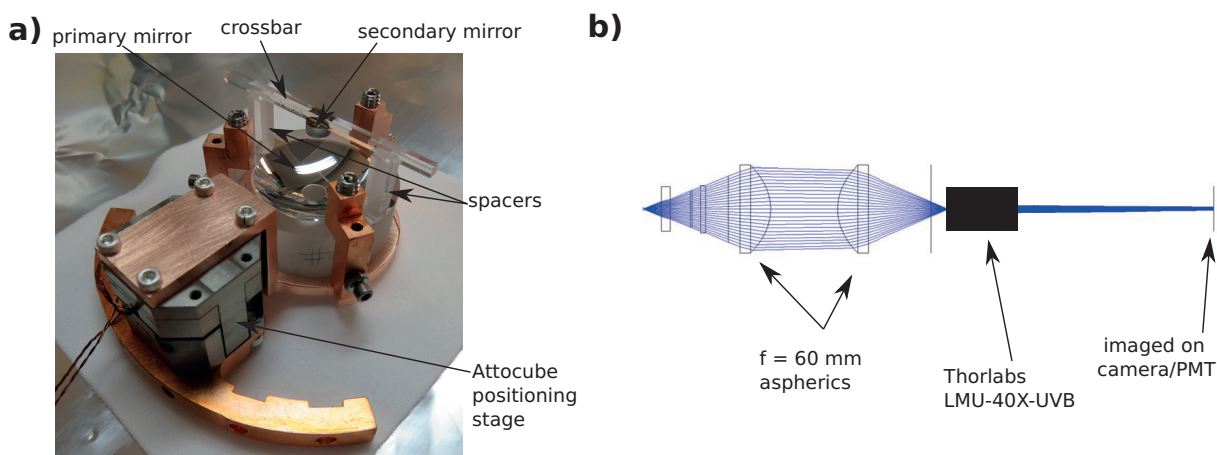 a)
primary mirror
crossbar
secondary mirror
spacers
Attocube
positioning
stage
b)
f = 60 mm
aspherics
Thorlabs
LMU-40X-UVB
imaged on
camera/PMT